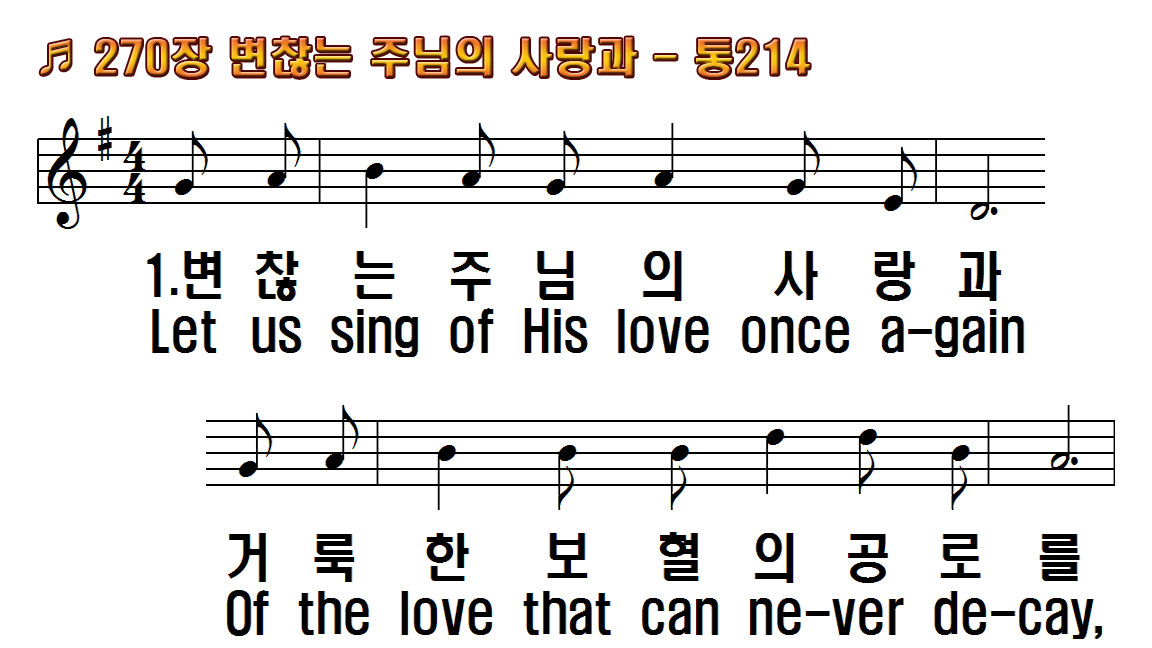 ♬ 270장 변찮는 주님의 사랑과 - 통214
4
4
1.변 찮 는 주 님 의 사 랑 과
Let us sing of His love once a-gain
거 룩 한 보 혈 의 공 로 를
Of the love that can ne-ver de-cay,